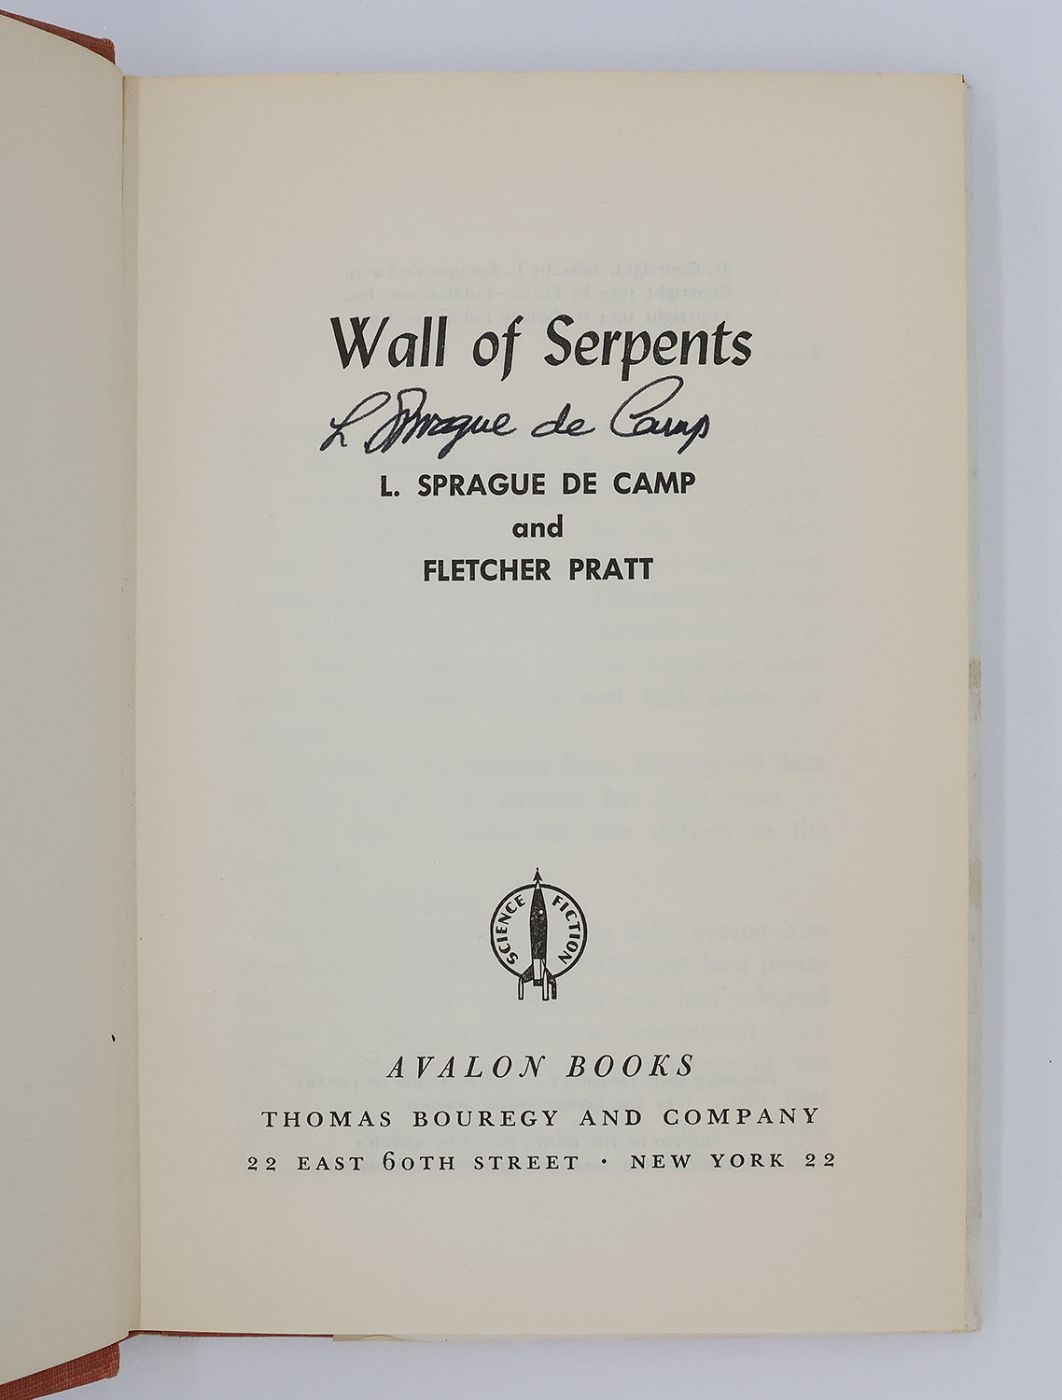 Wall of Serpents
L Sprague de Camp
L. SPRAGUE DE CAMP
and
FLETCHER PRATT
SCIENCE FICTION
AVALON BOOKS
THOMAS BOUREGY AND COMPANY
22 EAST 60TH STREET · NEW YORK 22